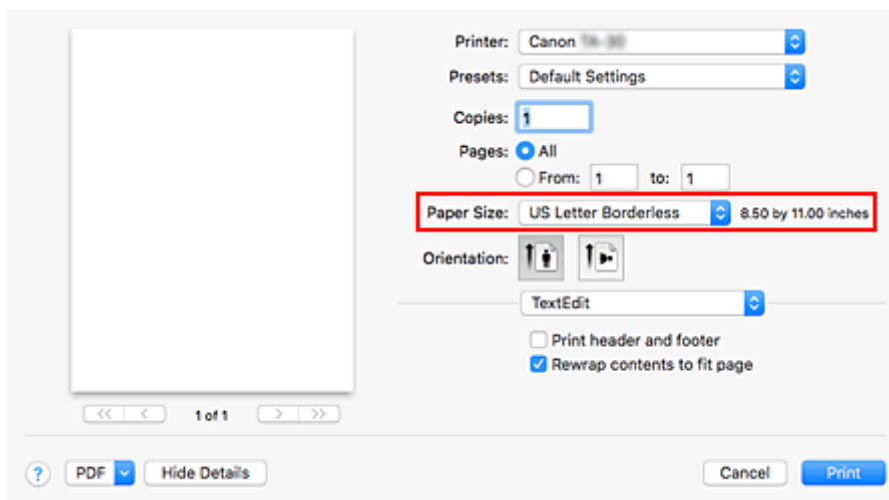 Printer: Canon
Presets: Default Settings
Copies: 1
Pages: All
From: 1 to: 1
Paper Size: US Letter Borderless 8.50 by 11.00 inches
Orientation:
TextEdit
Print header and footer
Rewrap contents to fit page
<< < 1 of 1 > >>
? PDF Hide Details Cancel Print